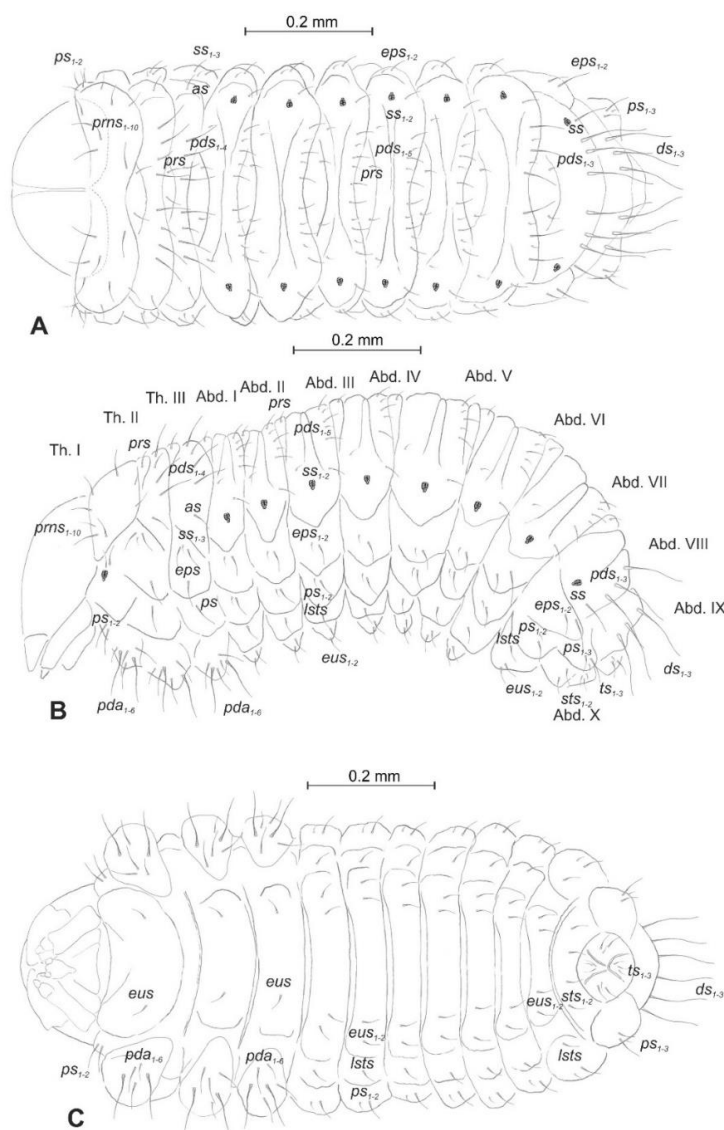 0.2 mm
ps1-2 ss1-3 eps1-2 eps1-2
as ps1-3
prns1-10 ss1-2 ss
pds1-4 pds1-5 pds1-3 ds1-3
prs prs
A
0.2 mm
Th. I Th. II Th. III Abd. I Abd. II Abd. III Abd. IV Abd. V
prs prs Abd. VI
pds1-4 pds1-5 Abd. VII
prns1-10 as ss1-2
ss1-3 eps1-2 Abd. VIII
eps pds1-3
ss
ps1-2 ps ps1-2 eps1-2 Abd. IX
lsts lsts ps1-2
ps1-3 ds1-3
eus1-2 eus1-2 sts1-2 ts1-3
B pda1-6 pda1-6 Abd. X
0.2 mm
eus eus ts1-3
eus1-2 sts1-2 ds1-3
eus1-2
pda1-6 pda1-6 lsts lsts ps1-3
ps1-2 ps1-2
C